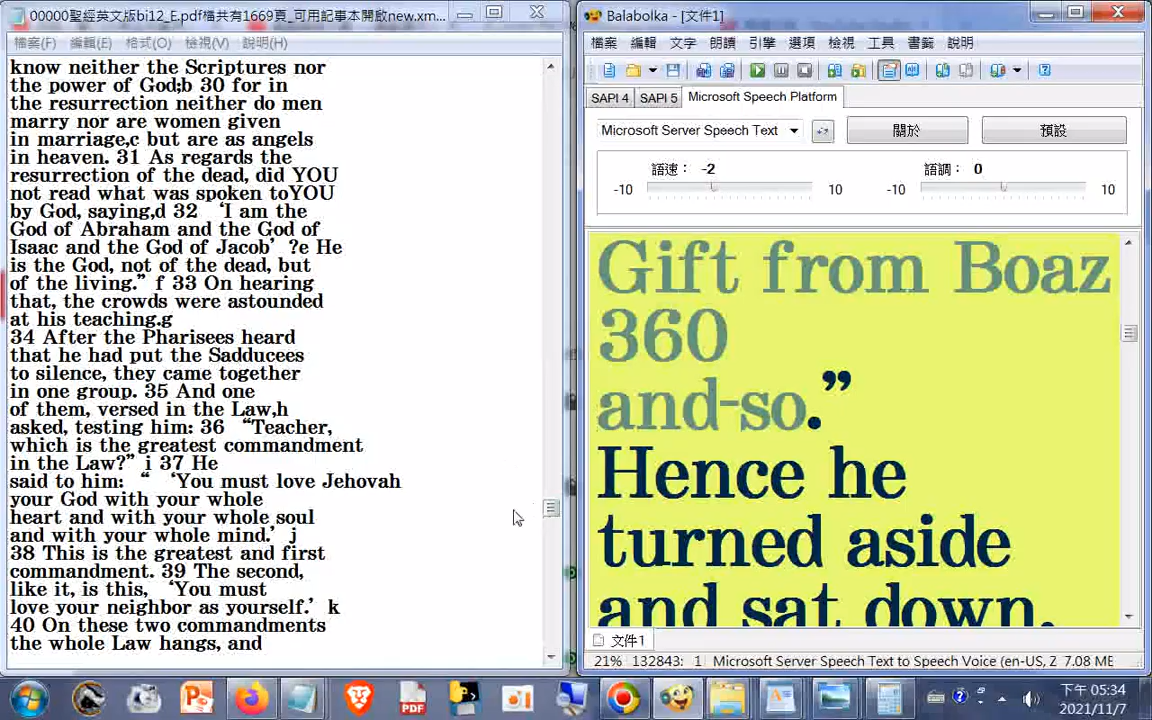 00000聖經英文版bi12_E.pdf檔共有1669頁_可用記事本開啟new.xm...
檔案(F) 編輯(E) 格式(O) 檢視(V) 說明(H)
know neither the Scriptures nor
the power of God;b 30 for in
the resurrection neither do men
marry nor are women given
in marriage,c but are as angels
in heaven. 31 As regards the
resurrection of the dead, did YOU
not read what was spoken toYOU
by God, saying,d 32 ‘I am the
God of Abraham and the God of
Isaac and the God of Jacob’?e He
is the God, not of the dead, but
of the living.” f 33 On hearing
that, the crowds were astounded
at his teaching.g
34 After the Pharisees heard
that he had put the Sadducees
to silence, they came together
in one group. 35 And one
of them, versed in the Law,h
asked, testing him: 36 “Teacher,
which is the greatest commandment
in the Law?” i 37 He
said to him: “ ‘You must love Jehovah
your God with your whole
heart and with your whole soul
and with your whole mind.’ j
38 This is the greatest and first
commandment. 39 The second,
like it, is this, ‘You must
love your neighbor as yourself.’ k
40 On these two commandments
the whole Law hangs, and
Balabolka - [文件1]
檔案 編輯 文字 朗讀 引擎 選項 檢視 工具 書籤 說明
SAPI 4 SAPI 5 Microsoft Speech Platform
Microsoft Server Speech Text 關於 預設
語速： -2 語調： 0
-10 10 -10 10
Gift from Boaz
360
and-so.”
Hence he
turned aside
and sat down.
文件1
21% 132843: 1 Microsoft Server Speech Text to Speech Voice (en-US, Z 7.08 ME
PDF
下午 05:34
2021/11/7